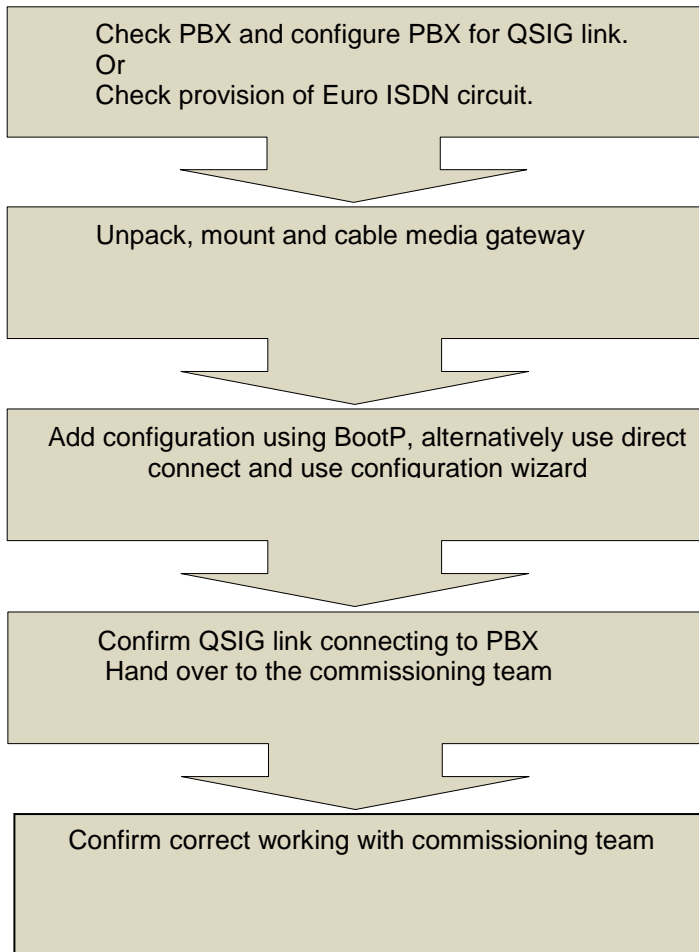 Check PBX and configure PBX for QSIG link.
Or
Check provision of Euro ISDN circuit.
Unpack, mount and cable media gateway
Add configuration using BootP, alternatively use direct
connect and use configuration wizard
Confirm QSIG link connecting to PBX
Hand over to the commissioning team
Confirm correct working with commissioning team